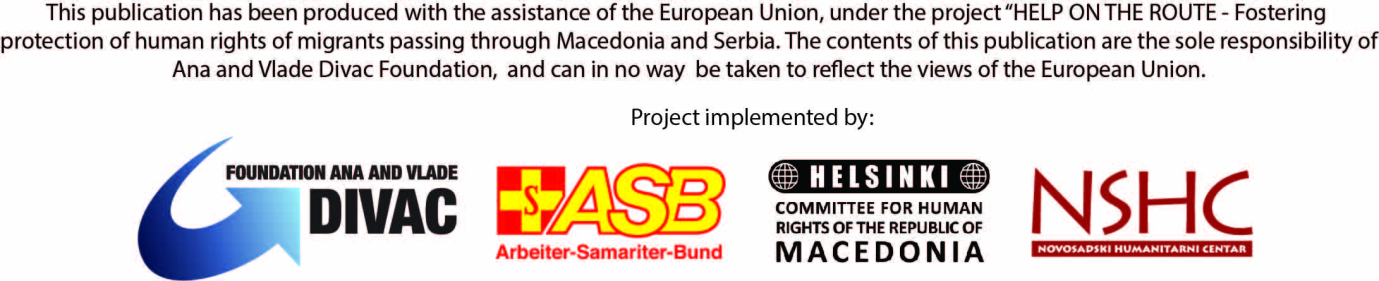 This publication has been produced with the assistance of the European Union, under the project “HELP ON THE ROUTE - Fostering
protection of human rights of migrants passing through Macedonia and Serbia. The contents of this publication are the sole responsibility of
Ana and Vlade Divac Foundation, and can in no way be taken to reflect the views of the European Union.
Project implemented by:
FOUNDATION ANA AND VLADE
DIVAC
S ASB
Arbeiter-Samariter-Bund
HELSINKI
COMMITTEE FOR HUMAN
RIGHTS OF THE REPUBLIC OF
MACEDONIA
NSHC
NOVOSADSKI HUMANITARNI CENTAR